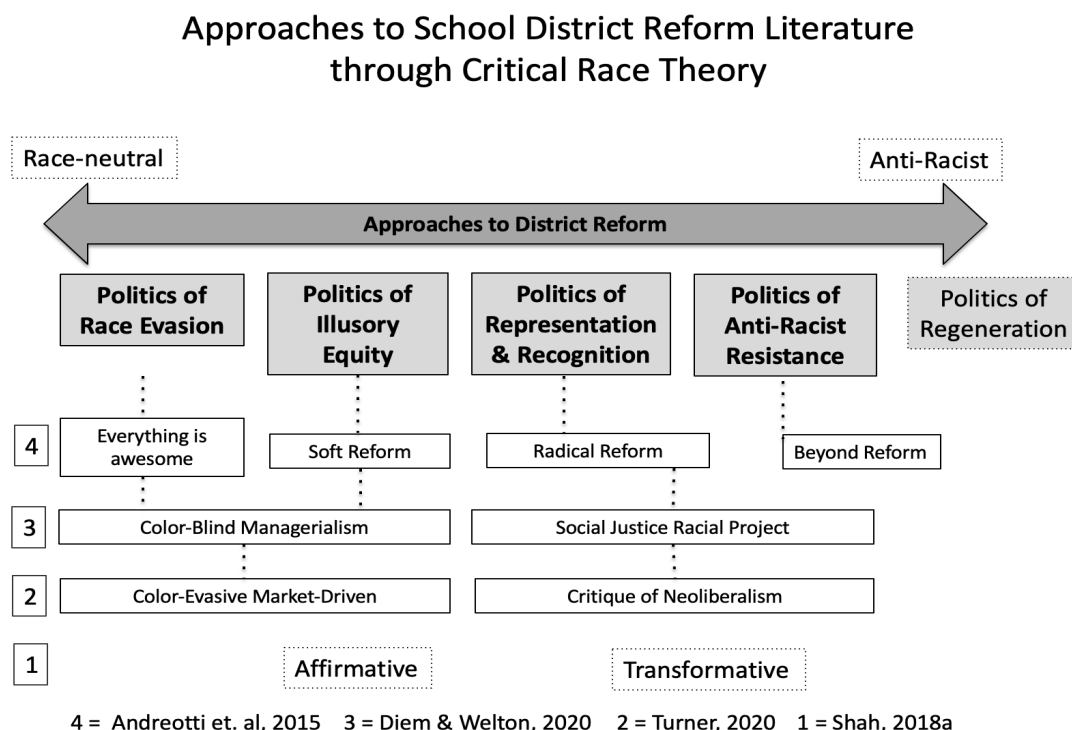 Approaches to School District Reform Literature
through Critical Race Theory
Race-neutral
Anti-Racist
Approaches to District Reform
Politics of
Race Evasion
Politics of
Illusory
Equity
Politics of
Representation
& Recognition
Politics of
Anti-Racist
Resistance
Politics of
Regeneration
4
Everything is
awesome
Soft Reform
Radical Reform
Beyond Reform
3
Color-Blind Managerialism
Social Justice Racial Project
2
Color-Evasive Market-Driven
Critique of Neoliberalism
1
Affirmative
Transformative
4 = Andreotti et. al, 2015 3 = Diem & Welton, 2020 2 = Turner, 2020 1 = Shah, 2018a